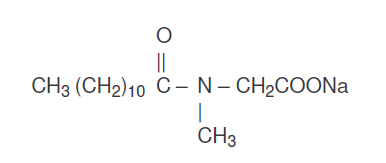 O
||
CH₃ (CH₂)₁₀ C – N – CH₂COONa
|
CH₃